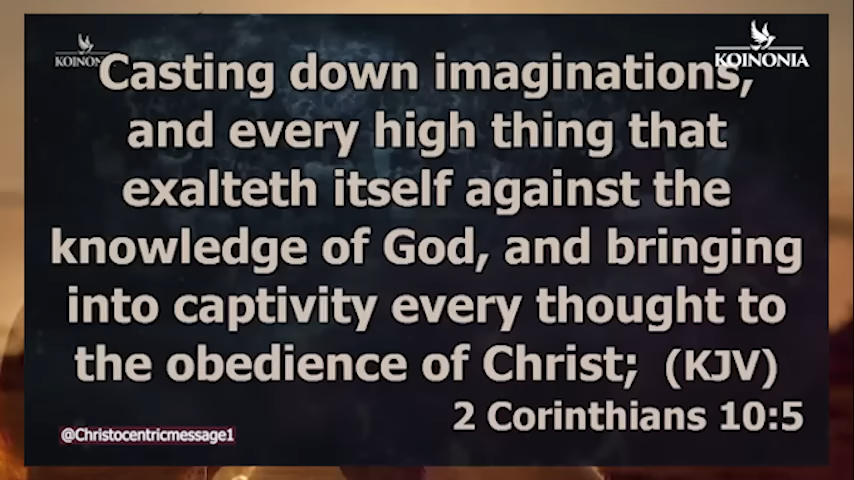 KOINON
KOINONIA
Casting down imaginations,
and every high thing that
exalteth itself against the
knowledge of God, and bringing
into captivity every thought to
the obedience of Christ; (KJV)
2 Corinthians 10:5
@Christocentricmessage1